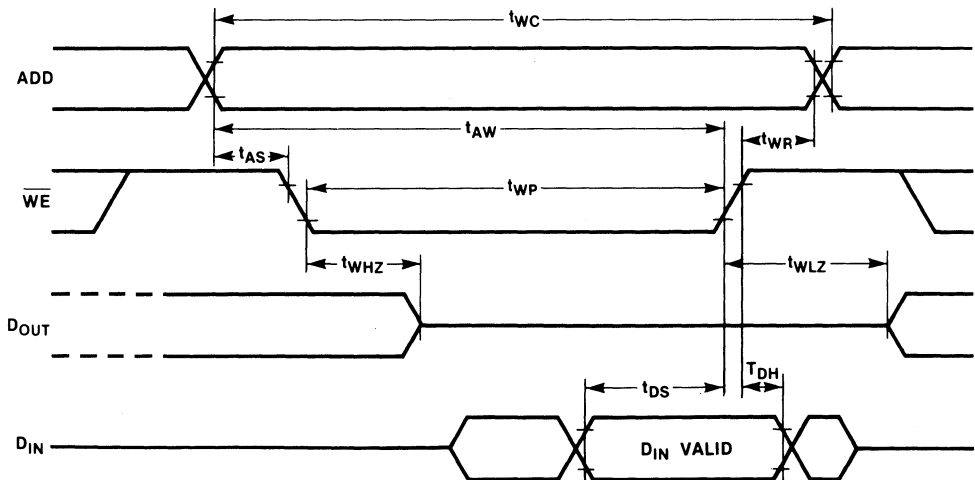 tWC
ADD
tAW
tAS
tWR
WE
tWP
tWHZ
tWLZ
DOUT
TDH
tDS
DIN
DIN VALID